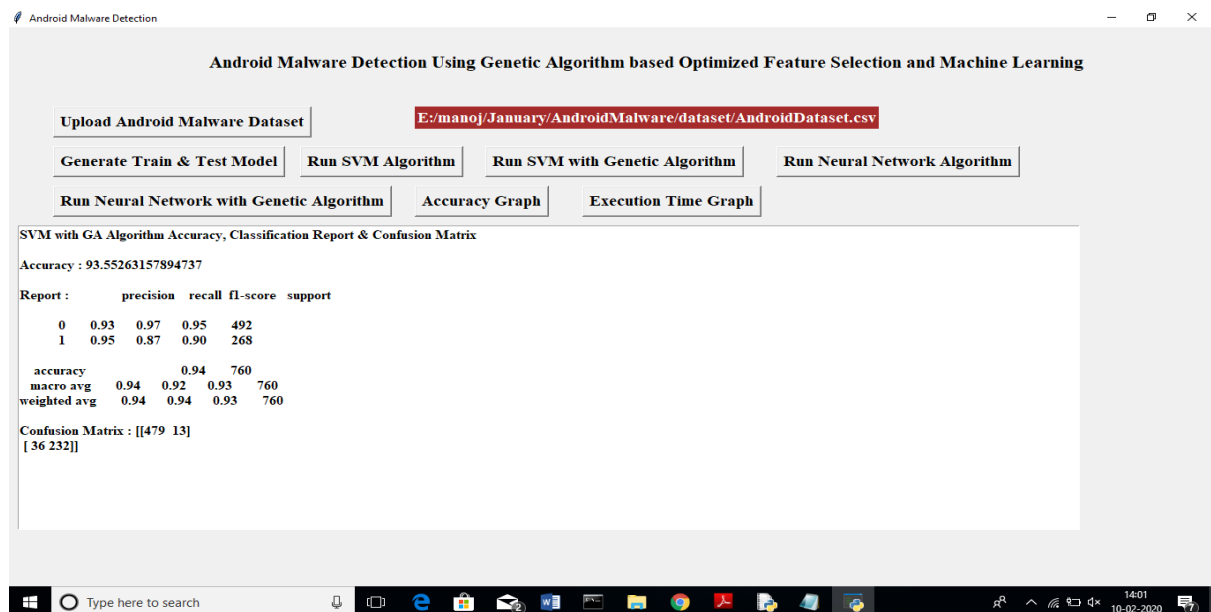 Android Malware Detection
Android Malware Detection Using Genetic Algorithm based Optimized Feature Selection and Machine Learning
Upload Android Malware Dataset
E:/manoj/January/AndroidMalware/dataset/AndroidDataset.csv
Generate Train & Test Model
Run SVM Algorithm
Run SVM with Genetic Algorithm
Run Neural Network Algorithm
Run Neural Network with Genetic Algorithm
Accuracy Graph
Execution Time Graph
SVM with GA Algorithm Accuracy, Classification Report & Confusion Matrix
Accuracy : 93.55263157894737
Report : precision recall f1-score support
0 0.93 0.97 0.95 492
1 0.95 0.87 0.90 268
accuracy 0.94 760
macro avg 0.94 0.92 0.93 760
weighted avg 0.94 0.94 0.93 760
Confusion Matrix : [[479 13]
[ 36 232]]
Type here to search
14:01
10-02-2020